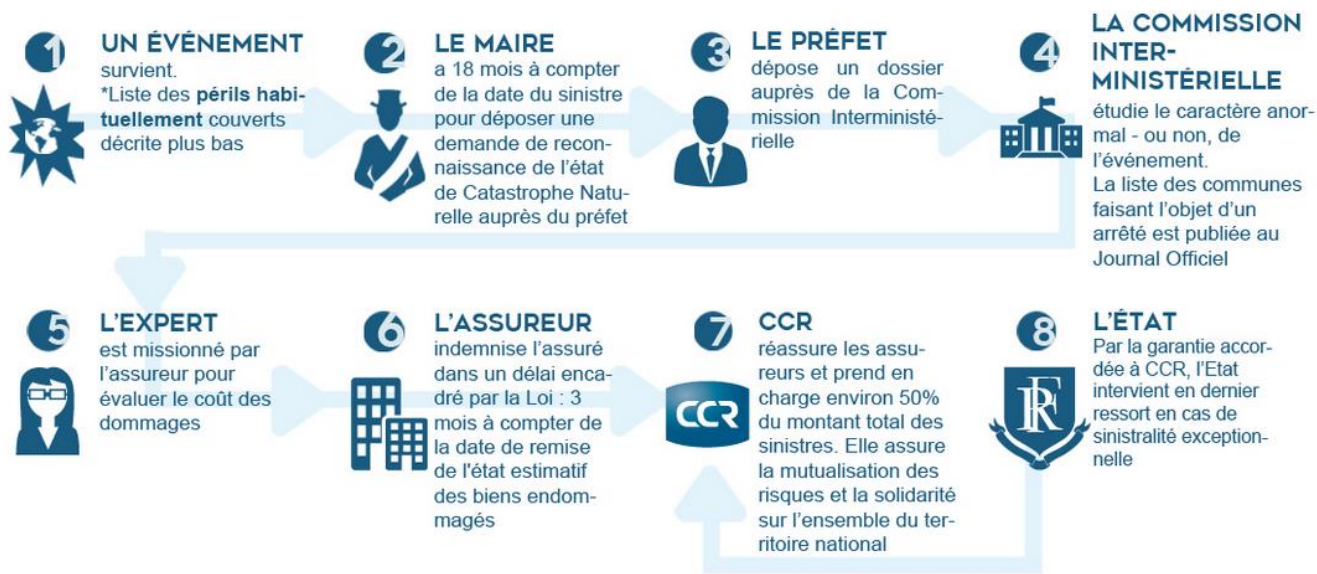 1
UN ÉVÉNEMENT
survient.
*Liste des périls habi-
tuellement couverts
décrite plus bas
2
LE MAIRE
a 18 mois à compter
de la date du sinistre
pour déposer une
demande de recon-
naissance de l'état
de Catastrophe Natu-
relle auprès du préfet
3
LE PRÉFET
dépose un dossier
auprès de la Com-
mission Interministé-
rielle
4
LA COMMISSION
INTER-
MINISTÉRIELLE
étudie le caractère anor-
mal - ou non, de
l'événement.
La liste des communes
faisant l'objet d'un
arrêté est publiée au
Journal Officiel
5
L'EXPERT
est missionné par
l'assureur pour
évaluer le coût des
dommages
6
L'ASSUREUR
indemnise l'assuré
dans un délai enca-
dré par la Loi : 3
mois à compter de
la date de remise
de l'état estimatif
des biens endom-
magés
7
CCR
CCR
réassure les assu-
reurs et prend en
charge environ 50%
du montant total des
sinistres. Elle assure
la mutualisation des
risques et la solidarité
sur l'ensemble du ter-
ritoire national
8
RF
L'ÉTAT
Par la garantie accor-
dée à CCR, l'Etat
intervient en dernier
ressort en cas de
sinistralité exception-
nelle